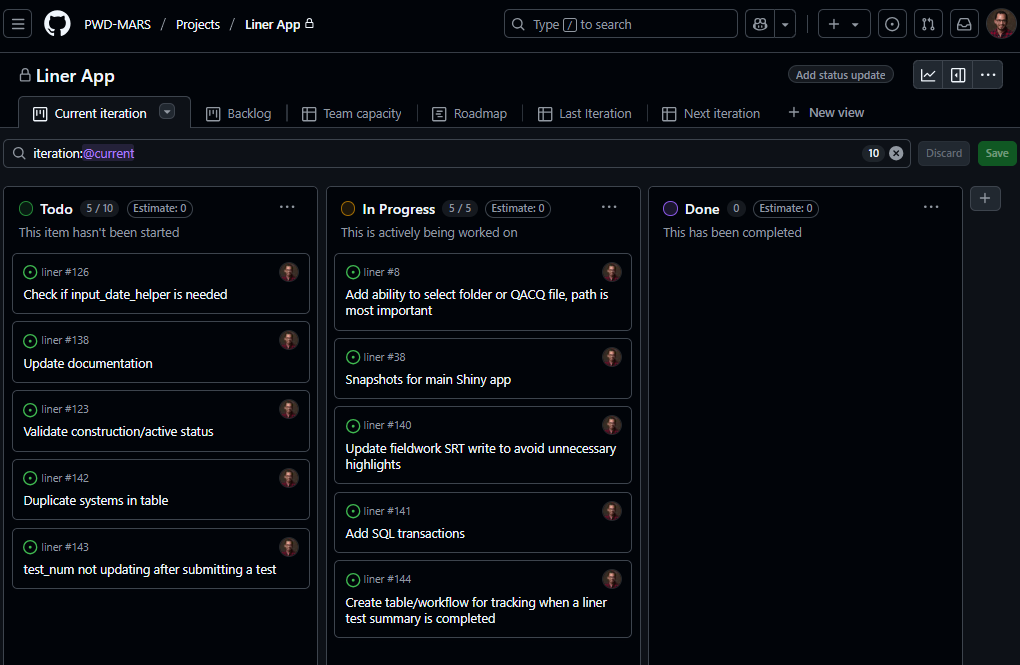 PWD-MARS / Projects / Liner App
Type / to search
Liner App
Add status update
Current iteration
Backlog
Team capacity
Roadmap
Last Iteration
Next iteration
+ New view
iteration:@current
10
Discard
Save
Todo 5 / 10 Estimate: 0
This item hasn't been started
liner #126
Check if input_date_helper is needed
liner #138
Update documentation
liner #123
Validate construction/active status
liner #142
Duplicate systems in table
liner #143
test_num not updating after submitting a test
In Progress 5 / 5 Estimate: 0
This is actively being worked on
liner #8
Add ability to select folder or QACQ file, path is
most important
liner #38
Snapshots for main Shiny app
liner #140
Update fieldwork SRT write to avoid unnecessary
highlights
liner #141
Add SQL transactions
liner #144
Create table/workflow for tracking when a liner
test summary is completed
Done 0 Estimate: 0
This has been completed